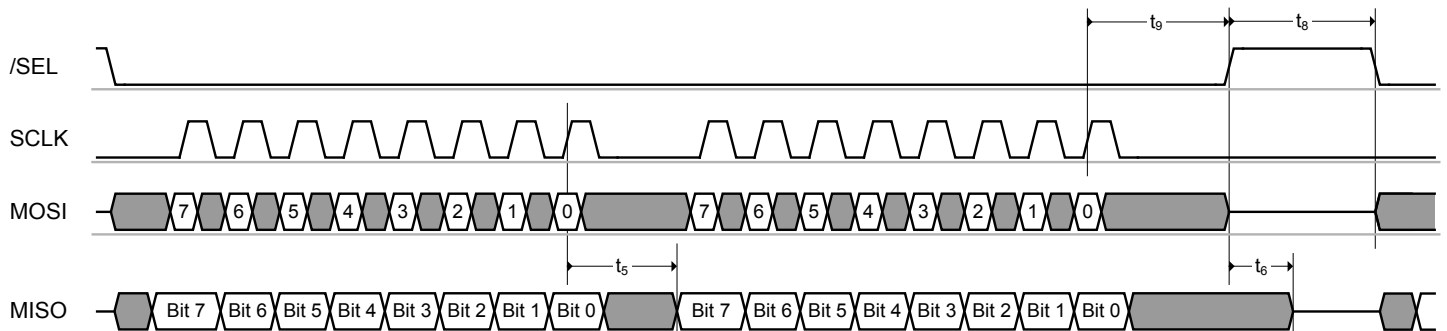 t9 t8
/SEL
SCLK
MOSI 7 6 5 4 3 2 1 0 7 6 5 4 3 2 1 0
t5 t6
MISO Bit 7 Bit 6 Bit 5 Bit 4 Bit 3 Bit 2 Bit 1 Bit 0 Bit 7 Bit 6 Bit 5 Bit 4 Bit 3 Bit 2 Bit 1 Bit 0